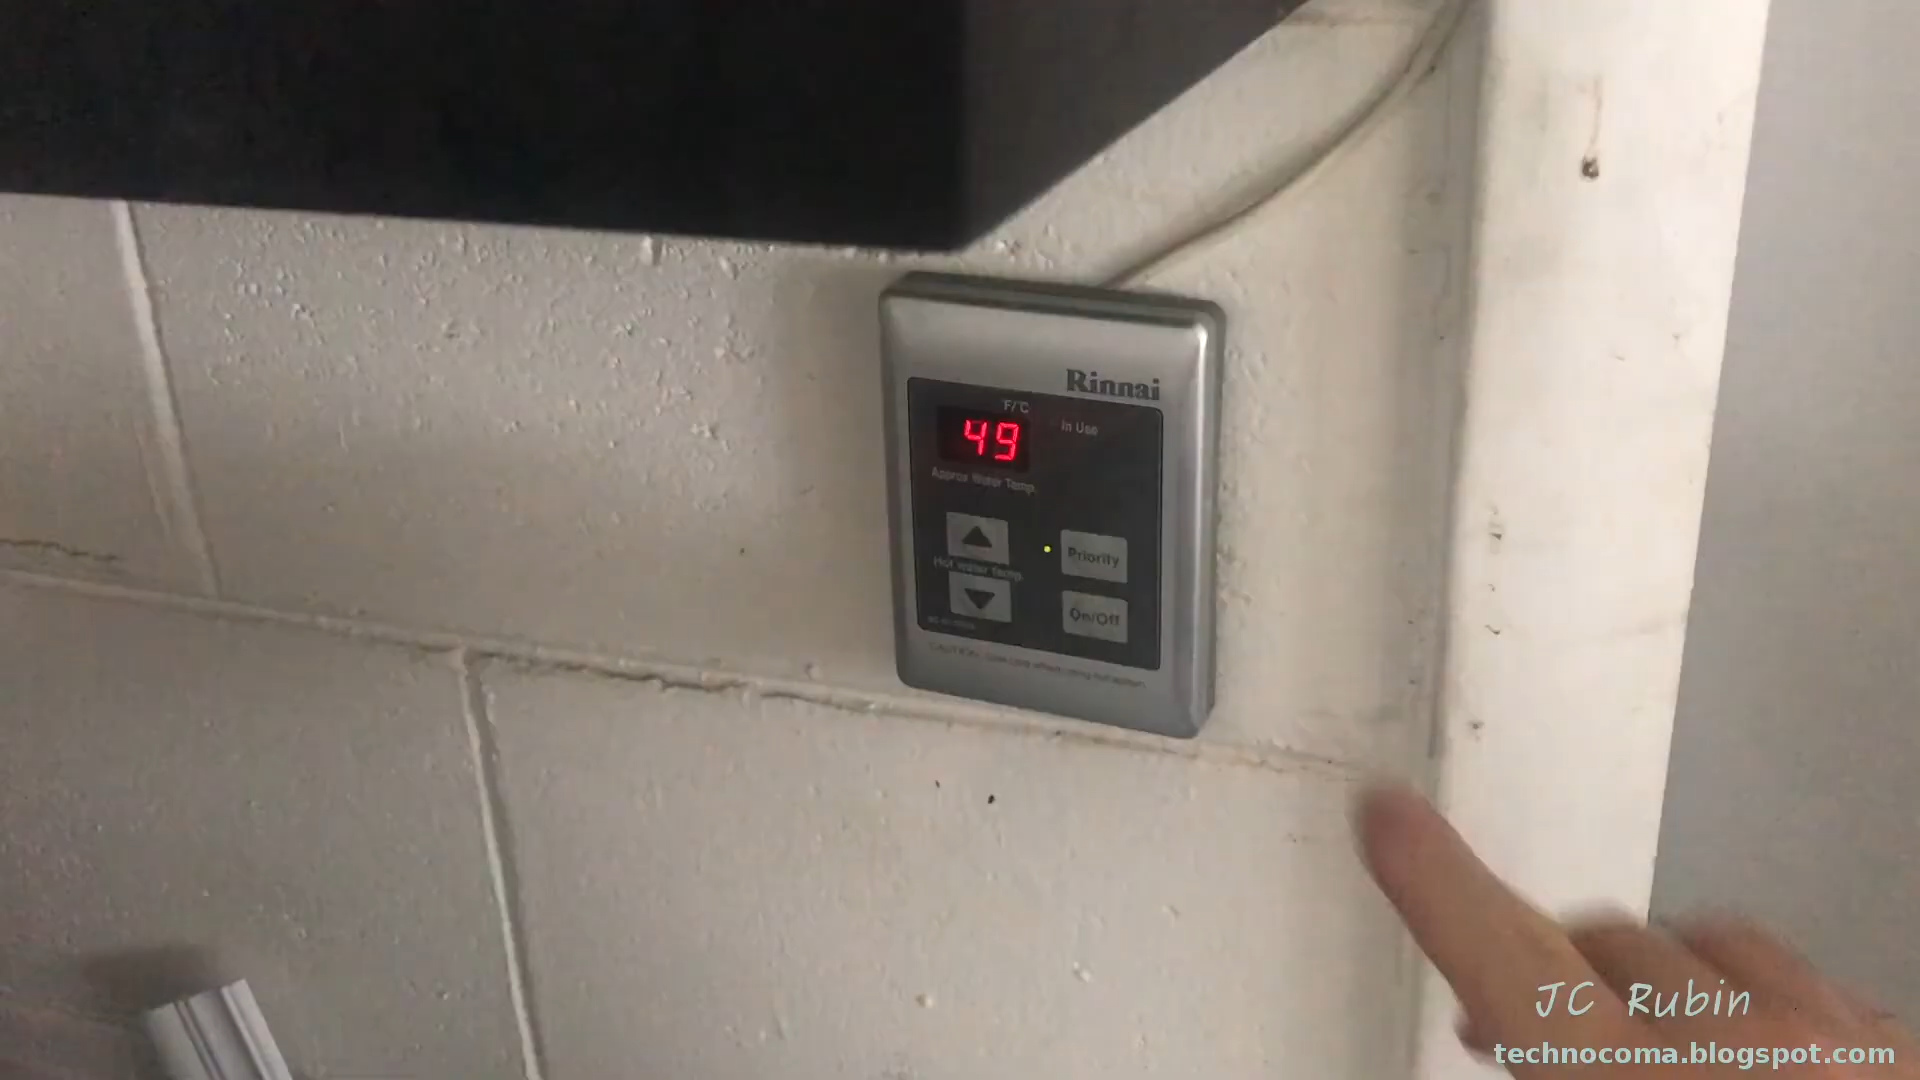 Rinnai
°F/°C
49
In Use
Approx Water Temp.
Priority
Hot Water Temp.
On/Off
JC Rubin
technocoma.blogspot.com